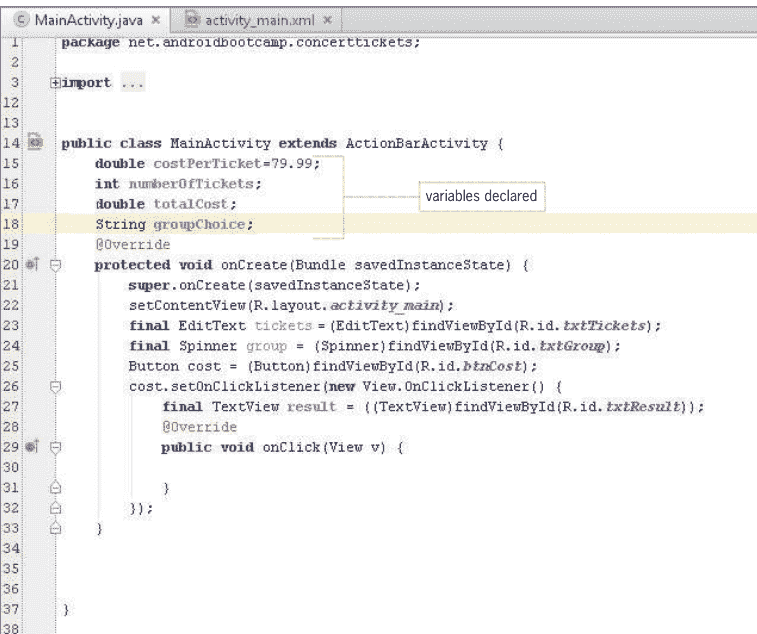 MainActivity.java × activity_main.xml ×
1 package net.androidbootcamp.concerttickets;
2
3 import ...
12
13
14 public class MainActivity extends ActionBarActivity {
15 double costPerTicket=79.99;
16 int numberOfTickets;
variables declared
17 double totalCost;
18 String groupChoice;
19 @Override
20 protected void onCreate(Bundle savedInstanceState) {
21 super.onCreate(savedInstanceState);
22 setContentView(R.layout.activity_main);
23 final EditText tickets = (EditText)findViewById(R.id.txtTickets);
24 final Spinner group = (Spinner)findViewById(R.id.txtGroup);
25 Button cost = (Button)findViewById(R.id.btnCost);
26 cost.setOnClickListener(new View.OnClickListener() {
27 final TextView result = ((TextView)findViewById(R.id.txtResult));
28 @Override
29 public void onClick(View v) {
30
31 }
32 });
33 }
34
35
36
37 }
38